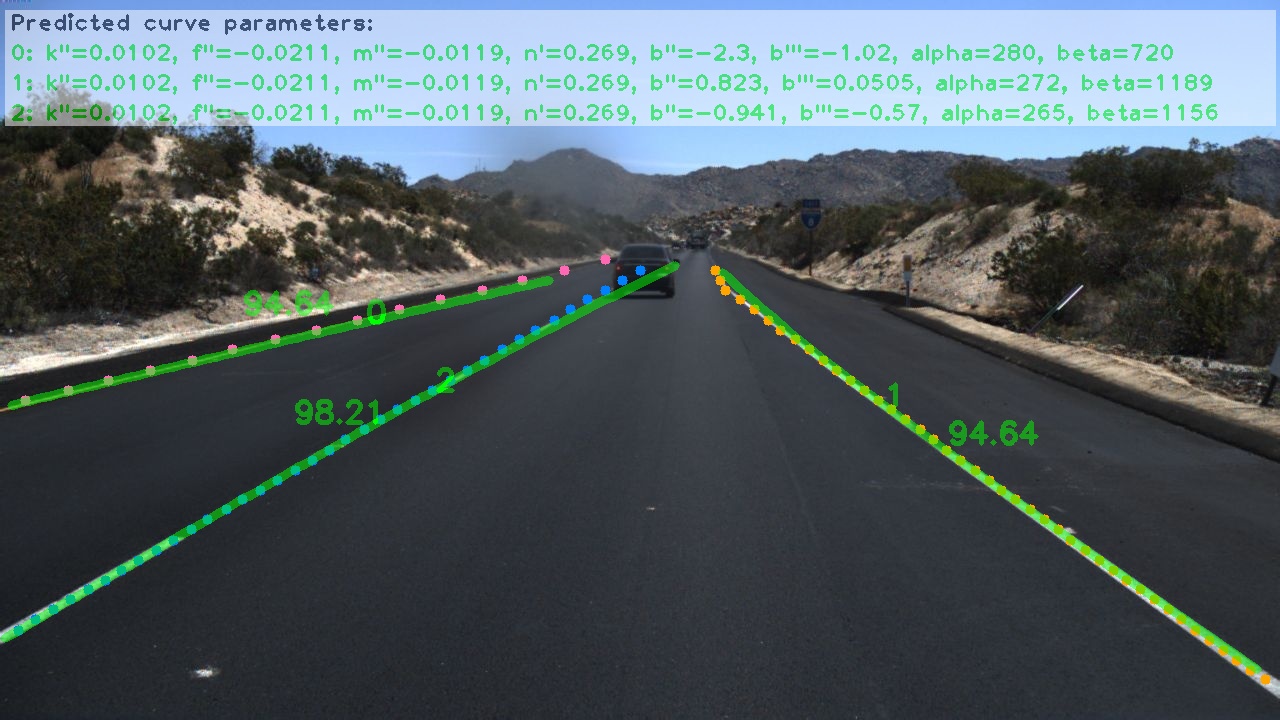 Predicted curve parameters:
0: k''=0.0102, f''=-0.0211, m''=-0.0119, n'=0.269, b''=-2.3, b'''=-1.02, alpha=280, beta=720
1: k''=0.0102, f''=-0.0211, m''=-0.0119, n'=0.269, b''=0.823, b'''=0.0505, alpha=272, beta=1189
2: k''=0.0102, f''=-0.0211, m''=-0.0119, n'=0.269, b''=-0.941, b'''=-0.57, alpha=265, beta=1156
94.64
0
2
98.21
1
94.64